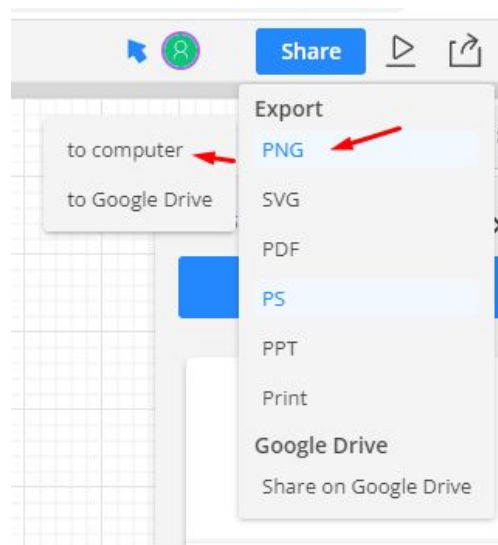 Share
Export
to computer
PNG
to Google Drive
SVG
PDF
PS
PPT
Print
Google Drive
Share on Google Drive